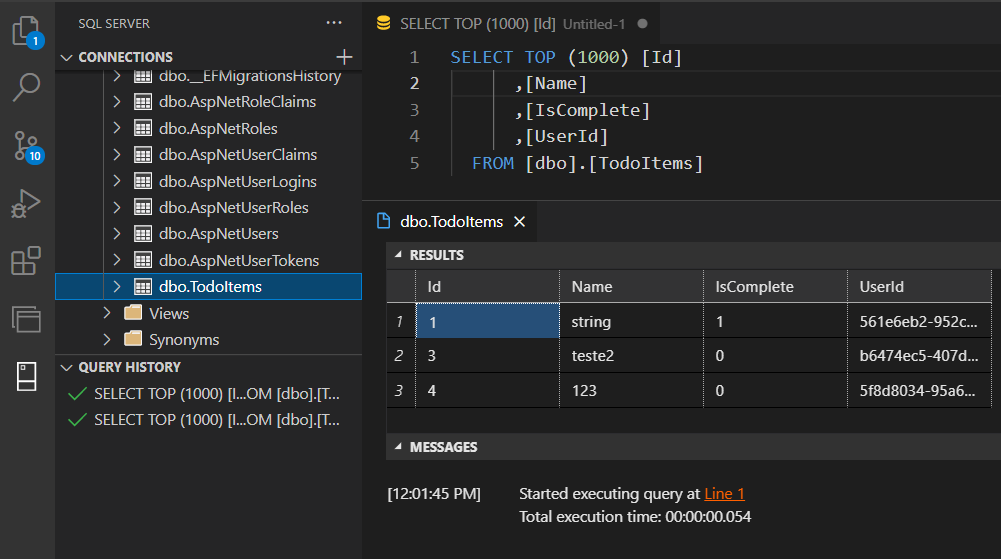 SQL SERVER
CONNECTIONS
dbo.__EFMigrationsHistory
dbo.AspNetRoleClaims
dbo.AspNetRoles
dbo.AspNetUserClaims
dbo.AspNetUserLogins
dbo.AspNetUserRoles
dbo.AspNetUsers
dbo.AspNetUserTokens
dbo.TodoItems
Views
Synonyms
QUERY HISTORY
SELECT TOP (1000) [I...OM [dbo].[T...
SELECT TOP (1000) [I...OM [dbo].[T...
1
10
SELECT TOP (1000) [Id] Untitled-1
1 SELECT TOP (1000) [Id]
2 ,[Name]
3 ,[IsComplete]
4 ,[UserId]
5 FROM [dbo].[TodoItems]
dbo.TodoItems
RESULTS
Id Name IsComplete UserId
1 1 string 1 561e6eb2-952c...
2 3 teste2 0 b6474ec5-407d...
3 4 123 0 5f8d8034-95a6...
MESSAGES
[12:01:45 PM] Started executing query at Line 1
Total execution time: 00:00:00.054